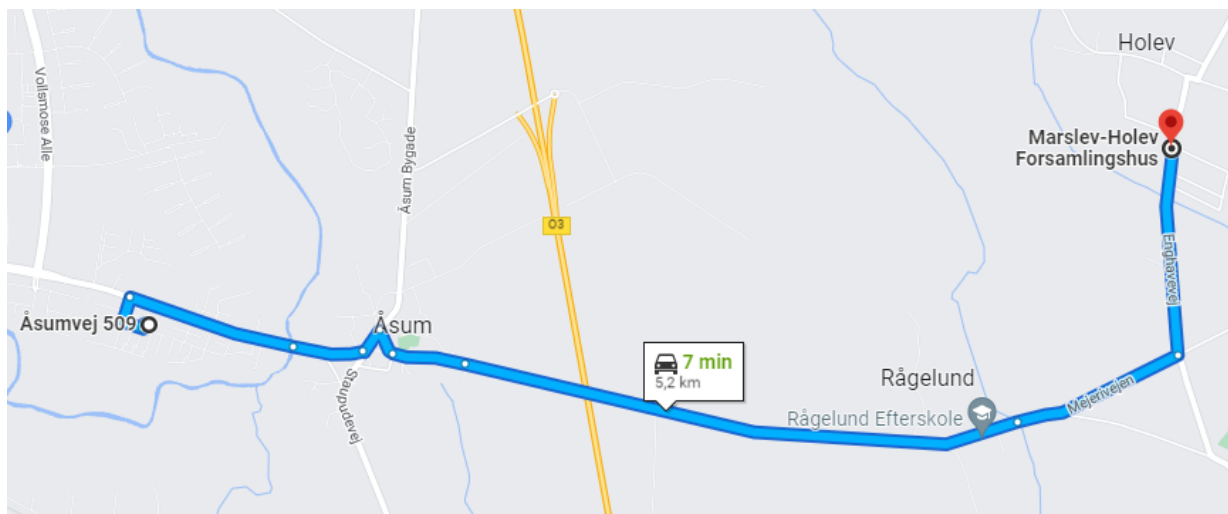 Holev
Vollsmose Alle
Marslev-Holev
Forsamlingshus
Åsum Bygade
O3
Enghavevej
Åsumvej 509
Åsum
7 min
5,2 km
Staupudevej
Rågelund
Mejerivejen
Rågelund Efterskole